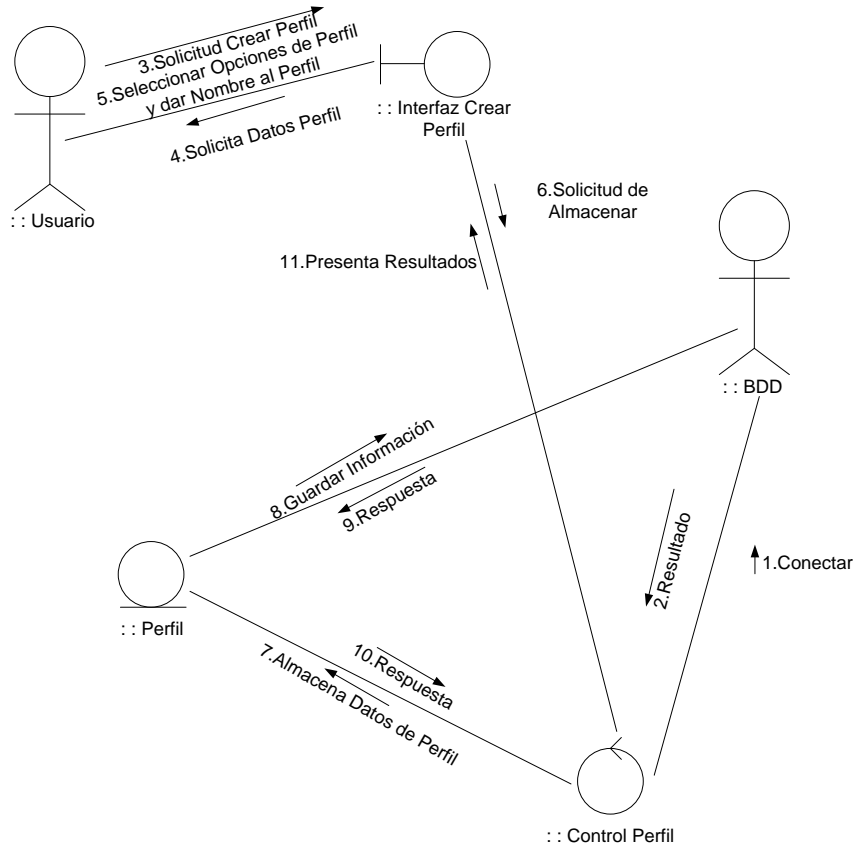 3.Solicitud Crear Perfil
5.Seleccionar Opciones de Perfil
y dar Nombre al Perfil
4.Solicita Datos Perfil
: : Interfaz Crear
Perfil
: : Usuario
6.Solicitud de
Almacenar
11.Presenta Resultados
: : BDD
8.Guardar Información
9.Respuesta
2.Resultado
1.Conectar
: : Perfil
10.Respuesta
7.Almacena Datos de Perfil
: : Control Perfil